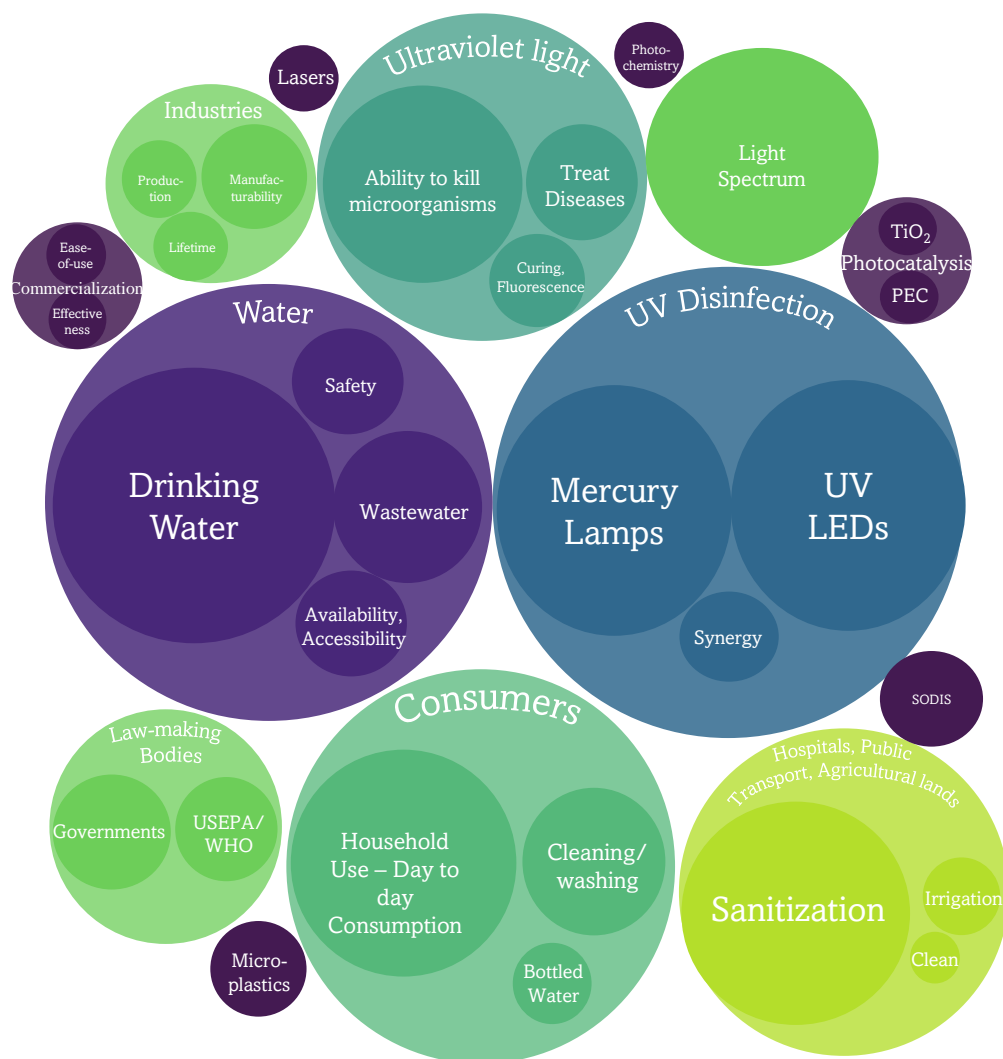 Ultraviolet light
Photo-
chemistry
Lasers
Industries
Produc-
tion
Manufac-
turability
Lifetime
Ability to kill
microorganisms
Treat
Diseases
Curing,
Fluorescence
Light
Spectrum
TiO₂
Photocatalysis
PEC
Ease-
of-use
Commercialization
Effective
ness
Water
Safety
Drinking
Water
Wastewater
Availability,
Accessibility
UV Disinfection
Mercury
Lamps
UV
LEDs
Synergy
SODIS
Law-making
Bodies
Governments
USEPA/
WHO
Micro-
plastics
Consumers
Household
Use – Day to
day
Consumption
Cleaning/
washing
Bottled
Water
Hospitals, Public
Transport, Agricultural lands
Sanitization
Irrigation
Clean